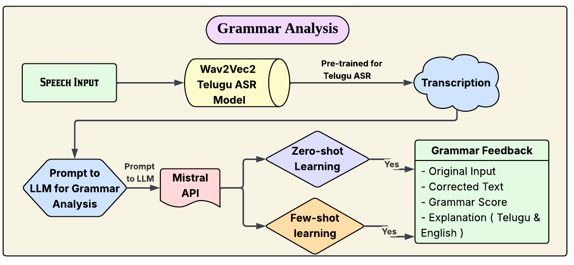 Grammar Analysis
SPEECH INPUT
Wav2Vec2
Telugu ASR
Model
Pre-trained for
Telugu ASR
Transcription
Prompt to
LLM for Grammar
Analysis
Prompt
to LLM
Mistral
API
Zero-shot
Learning
Yes
Few-shot
learning
Yes
Grammar Feedback
- Original Input
- Corrected Text
- Grammar Score
- Explanation ( Telugu &
English )